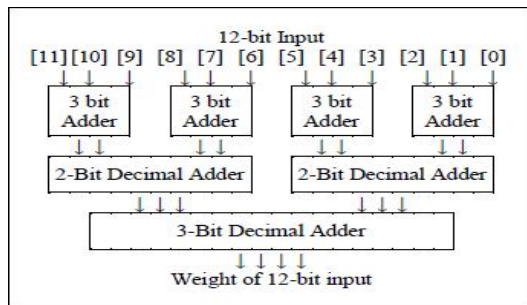 12-bit Input
[11] [10] [9] [8] [7] [6] [5] [4] [3] [2] [1] [0]
3 bit Adder 3 bit Adder 3 bit Adder 3 bit Adder
2-Bit Decimal Adder 2-Bit Decimal Adder
3-Bit Decimal Adder
Weight of 12-bit input